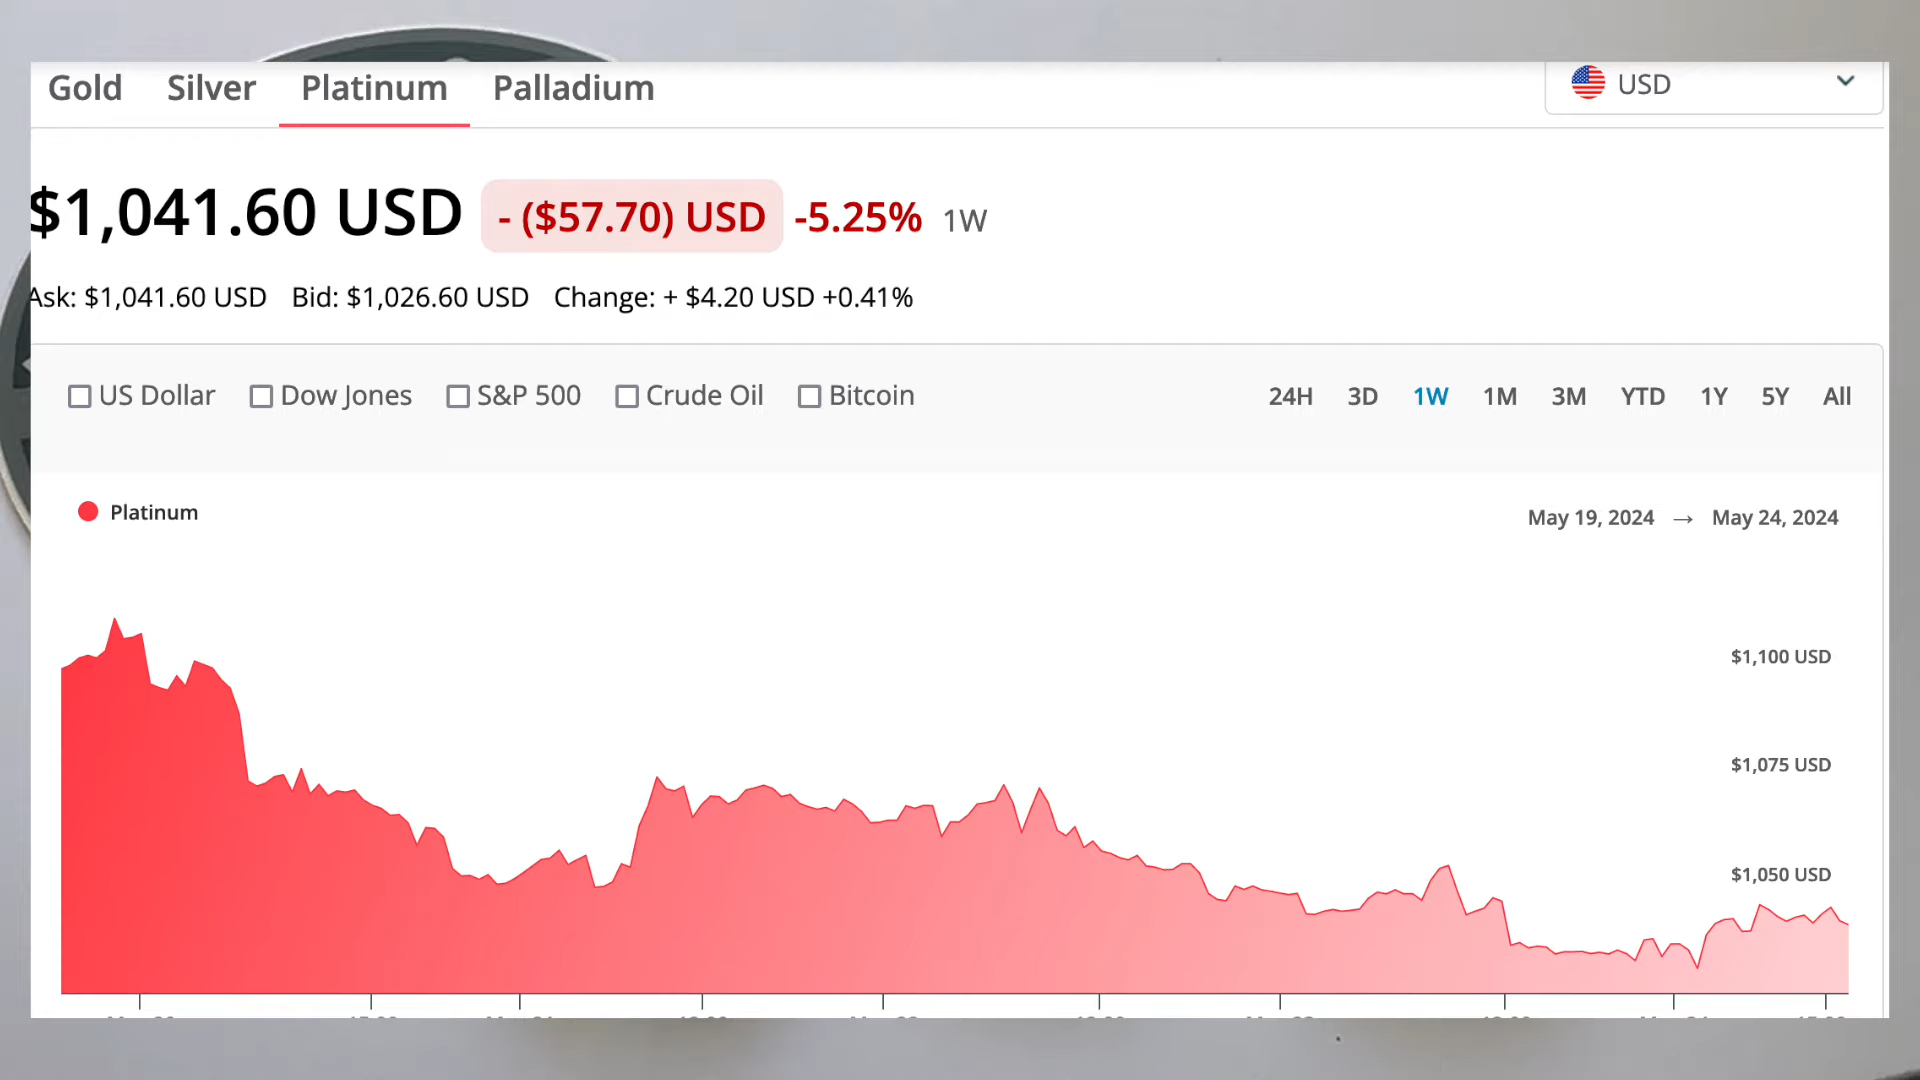 Gold Silver Platinum Palladium USD
$1,041.60 USD - ($57.70) USD -5.25% 1W
Ask: $1,041.60 USD Bid: $1,026.60 USD Change: + $4.20 USD +0.41%
US Dollar Dow Jones S&P 500 Crude Oil Bitcoin 24H 3D 1W 1M 3M YTD 1Y 5Y All
Platinum May 19, 2024 → May 24, 2024
$1,100 USD
$1,075 USD
$1,050 USD